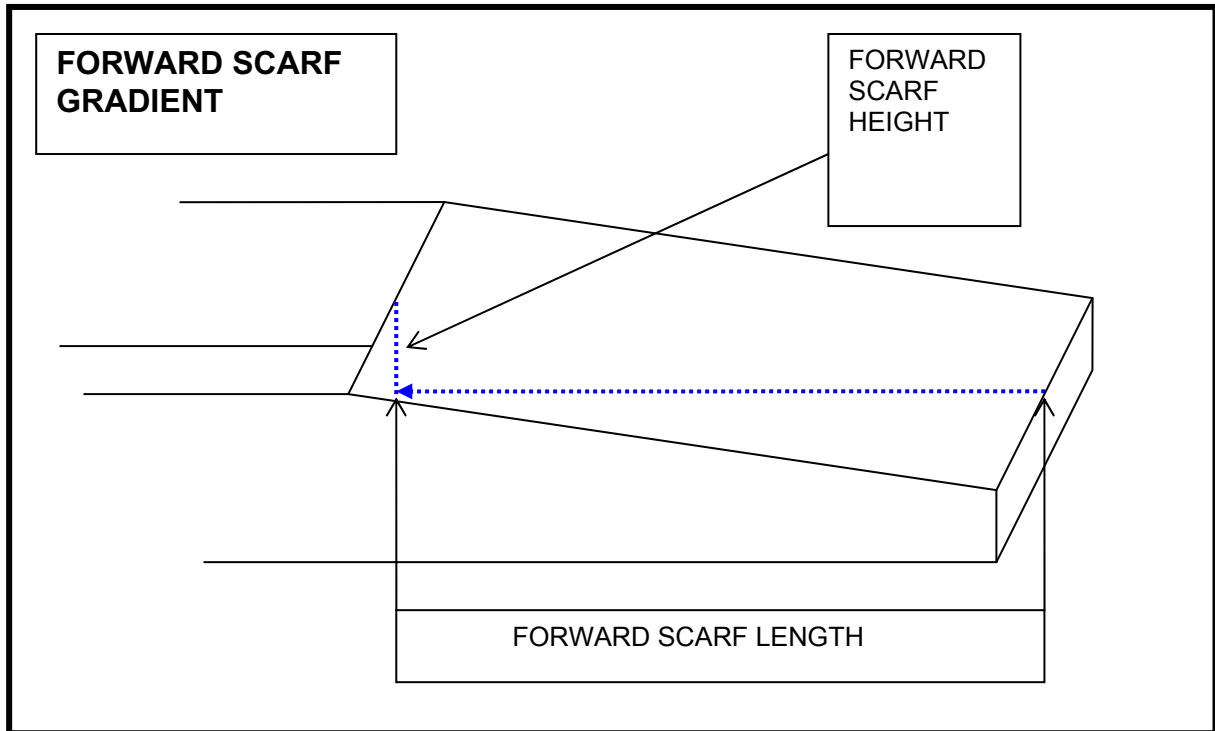 FORWARD SCARF
GRADIENT
FORWARD
SCARF
HEIGHT
FORWARD SCARF LENGTH